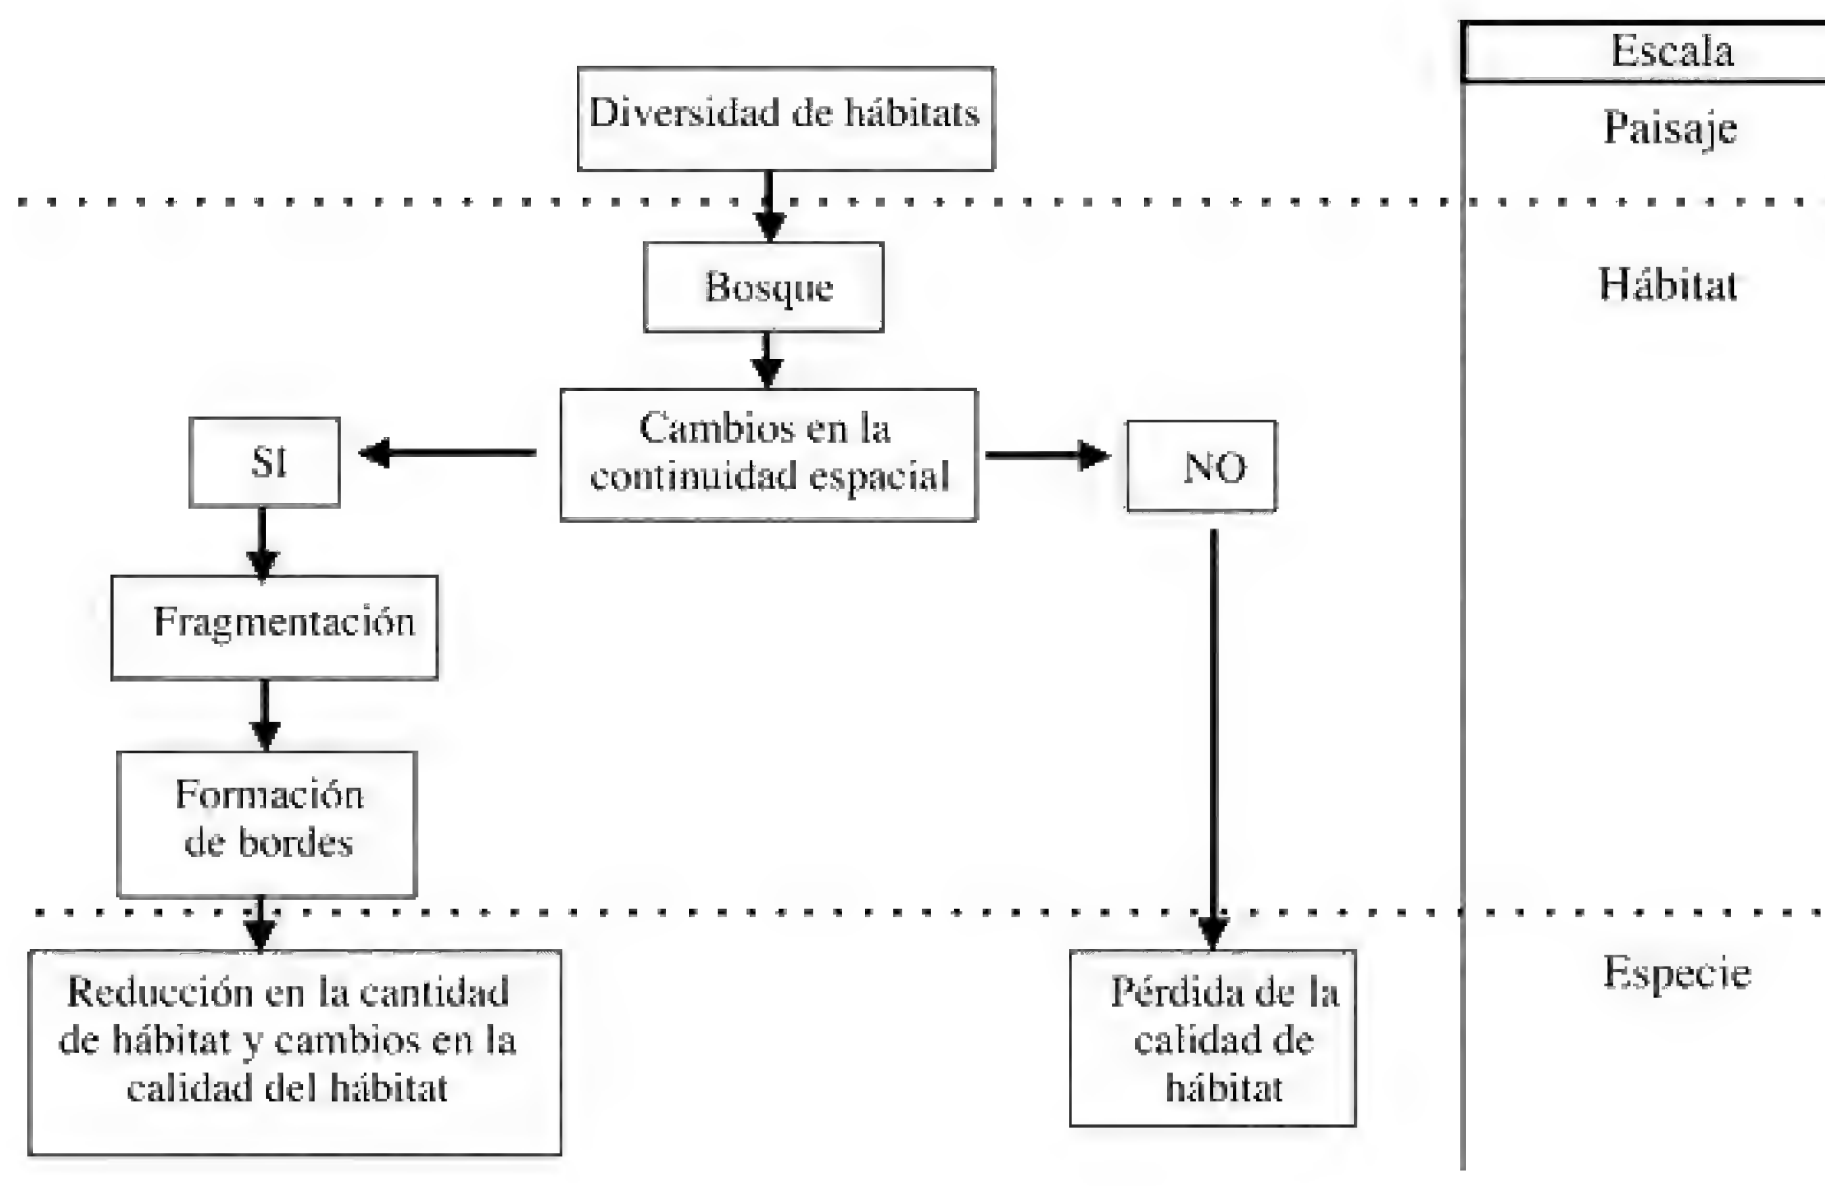 Escala
Diversidad de hábitats
Paisaje
Bosque
Hábitat
SI
Cambios en la
continuidad espacial
NO
Fragmentación
Formación
de bordes
Reducción en la cantidad
de hábitat y cambios en la
calidad del hábitat
Pérdida de la
calidad de
hábitat
Especie